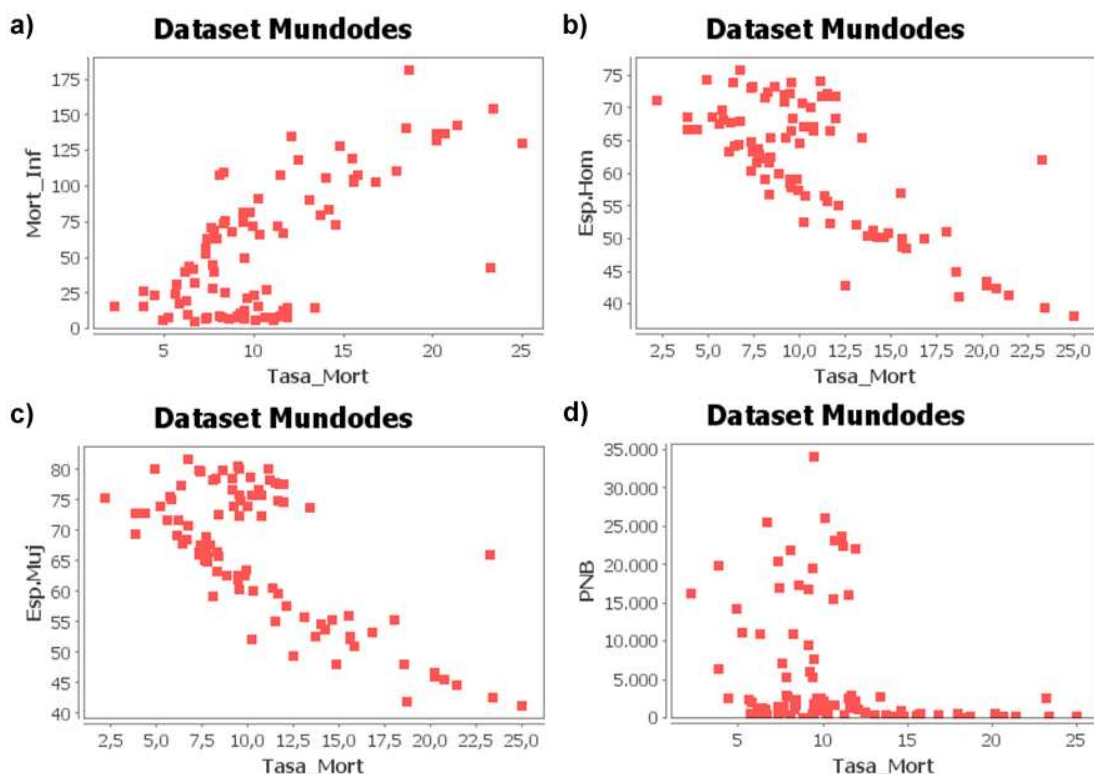 a) Dataset Mundodes
175
150
125
100
75
50
25
0
Mort_Inf
5 10 15 20 25
Tasa_Mort
b) Dataset Mundodes
75
70
65
60
55
50
45
40
Esp.Hom
2,5 5,0 7,5 10,0 12,5 15,0 17,5 20,0 22,5 25,0
Tasa_Mort
c) Dataset Mundodes
80
75
70
65
60
55
50
45
40
Esp.Muj
2,5 5,0 7,5 10,0 12,5 15,0 17,5 20,0 22,5 25,0
Tasa_Mort
d) Dataset Mundodes
35.000
30.000
25.000
20.000
15.000
10.000
5.000
0
PNB
5 10 15 20 25
Tasa_Mort